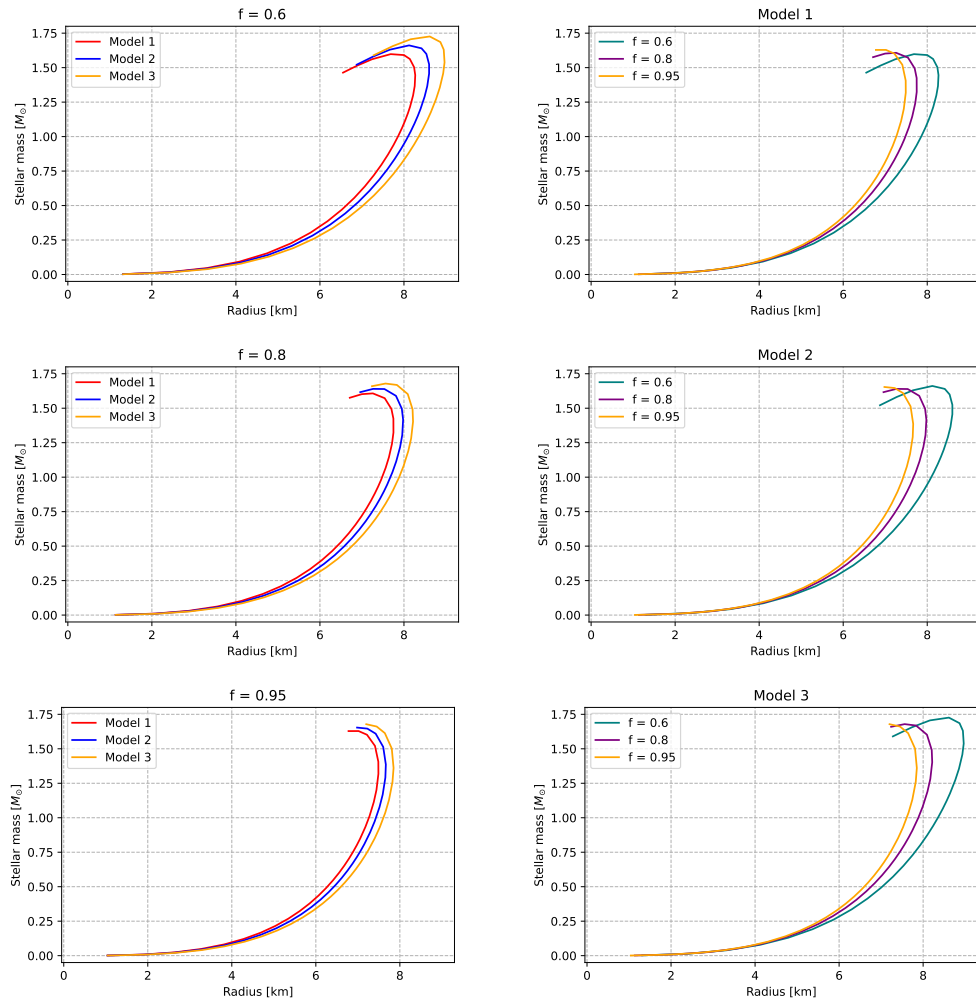 f = 0.6
Stellar mass [M⊙]
1.75
1.50
1.25
1.00
0.75
0.50
0.25
0.00
Model 1
Model 2
Model 3
0 2 4 6 8
Radius [km]
Model 1
Stellar mass [M⊙]
1.75
1.50
1.25
1.00
0.75
0.50
0.25
0.00
f = 0.6
f = 0.8
f = 0.95
0 2 4 6 8
Radius [km]
f = 0.8
Stellar mass [M⊙]
1.75
1.50
1.25
1.00
0.75
0.50
0.25
0.00
Model 1
Model 2
Model 3
0 2 4 6 8
Radius [km]
Model 2
Stellar mass [M⊙]
1.75
1.50
1.25
1.00
0.75
0.50
0.25
0.00
f = 0.6
f = 0.8
f = 0.95
0 2 4 6 8
Radius [km]
f = 0.95
Stellar mass [M⊙]
1.75
1.50
1.25
1.00
0.75
0.50
0.25
0.00
Model 1
Model 2
Model 3
0 2 4 6 8
Radius [km]
Model 3
Stellar mass [M⊙]
1.75
1.50
1.25
1.00
0.75
0.50
0.25
0.00
f = 0.6
f = 0.8
f = 0.95
0 2 4 6 8
Radius [km]